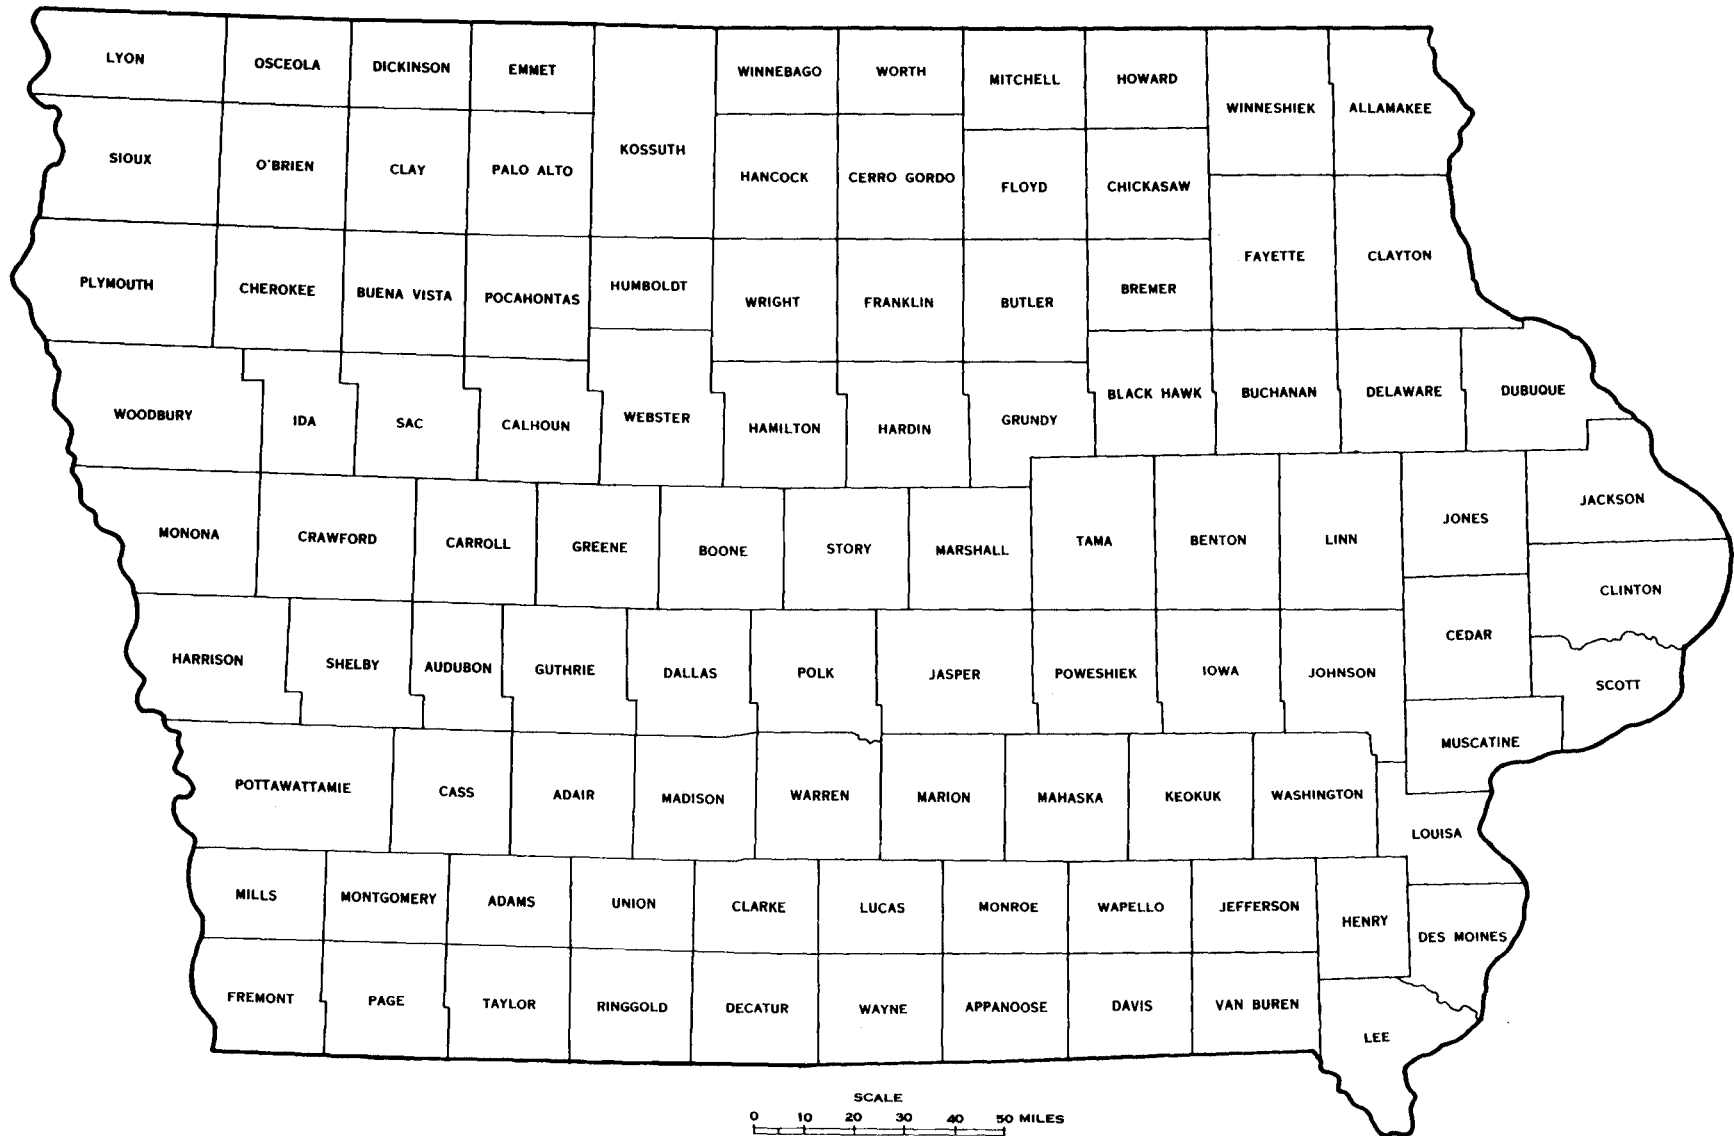 LYON
OSCEOLA
DICKINSON
EMMET
WINNEBAGO
WORTH
MITCHELL
HOWARD
WINNESHIEK
ALLAMAKEE
SIOUX
O'BRIEN
CLAY
PALO ALTO
KOSSUTH
HANCOCK
CERRO GORDO
FLOYD
CHICKASAW
FAYETTE
CLAYTON
PLYMOUTH
CHEROKEE
BUENA VISTA
POCAHONTAS
HUMBOLDT
WRIGHT
FRANKLIN
BUTLER
BREMER
WOODBURY
IDA
SAC
CALHOUN
WEBSTER
HAMILTON
HARDIN
GRUNDY
BLACK HAWK
BUCHANAN
DELAWARE
DUBUQUE
MONONA
CRAWFORD
CARROLL
GREENE
BOONE
STORY
MARSHALL
TAMA
BENTON
LINN
JONES
JACKSON
CLINTON
HARRISON
SHELBY
AUDUBON
GUTHRIE
DALLAS
POLK
JASPER
POWESHIEK
IOWA
JOHNSON
CEDAR
SCOTT
MUSCATINE
POTTAWATTAMIE
CASS
ADAIR
MADISON
WARREN
MARION
MAHASKA
KEOKUK
WASHINGTON
LOUISA
MILLS
MONTGOMERY
ADAMS
UNION
CLARKE
LUCAS
MONROE
WAPELLO
JEFFERSON
HENRY
DES MOINES
FREMONT
PAGE
TAYLOR
RINGGOLD
DECATUR
WAYNE
APPANOOSE
DAVIS
VAN BUREN
LEE
SCALE
0 10 20 30 40 50 MILES